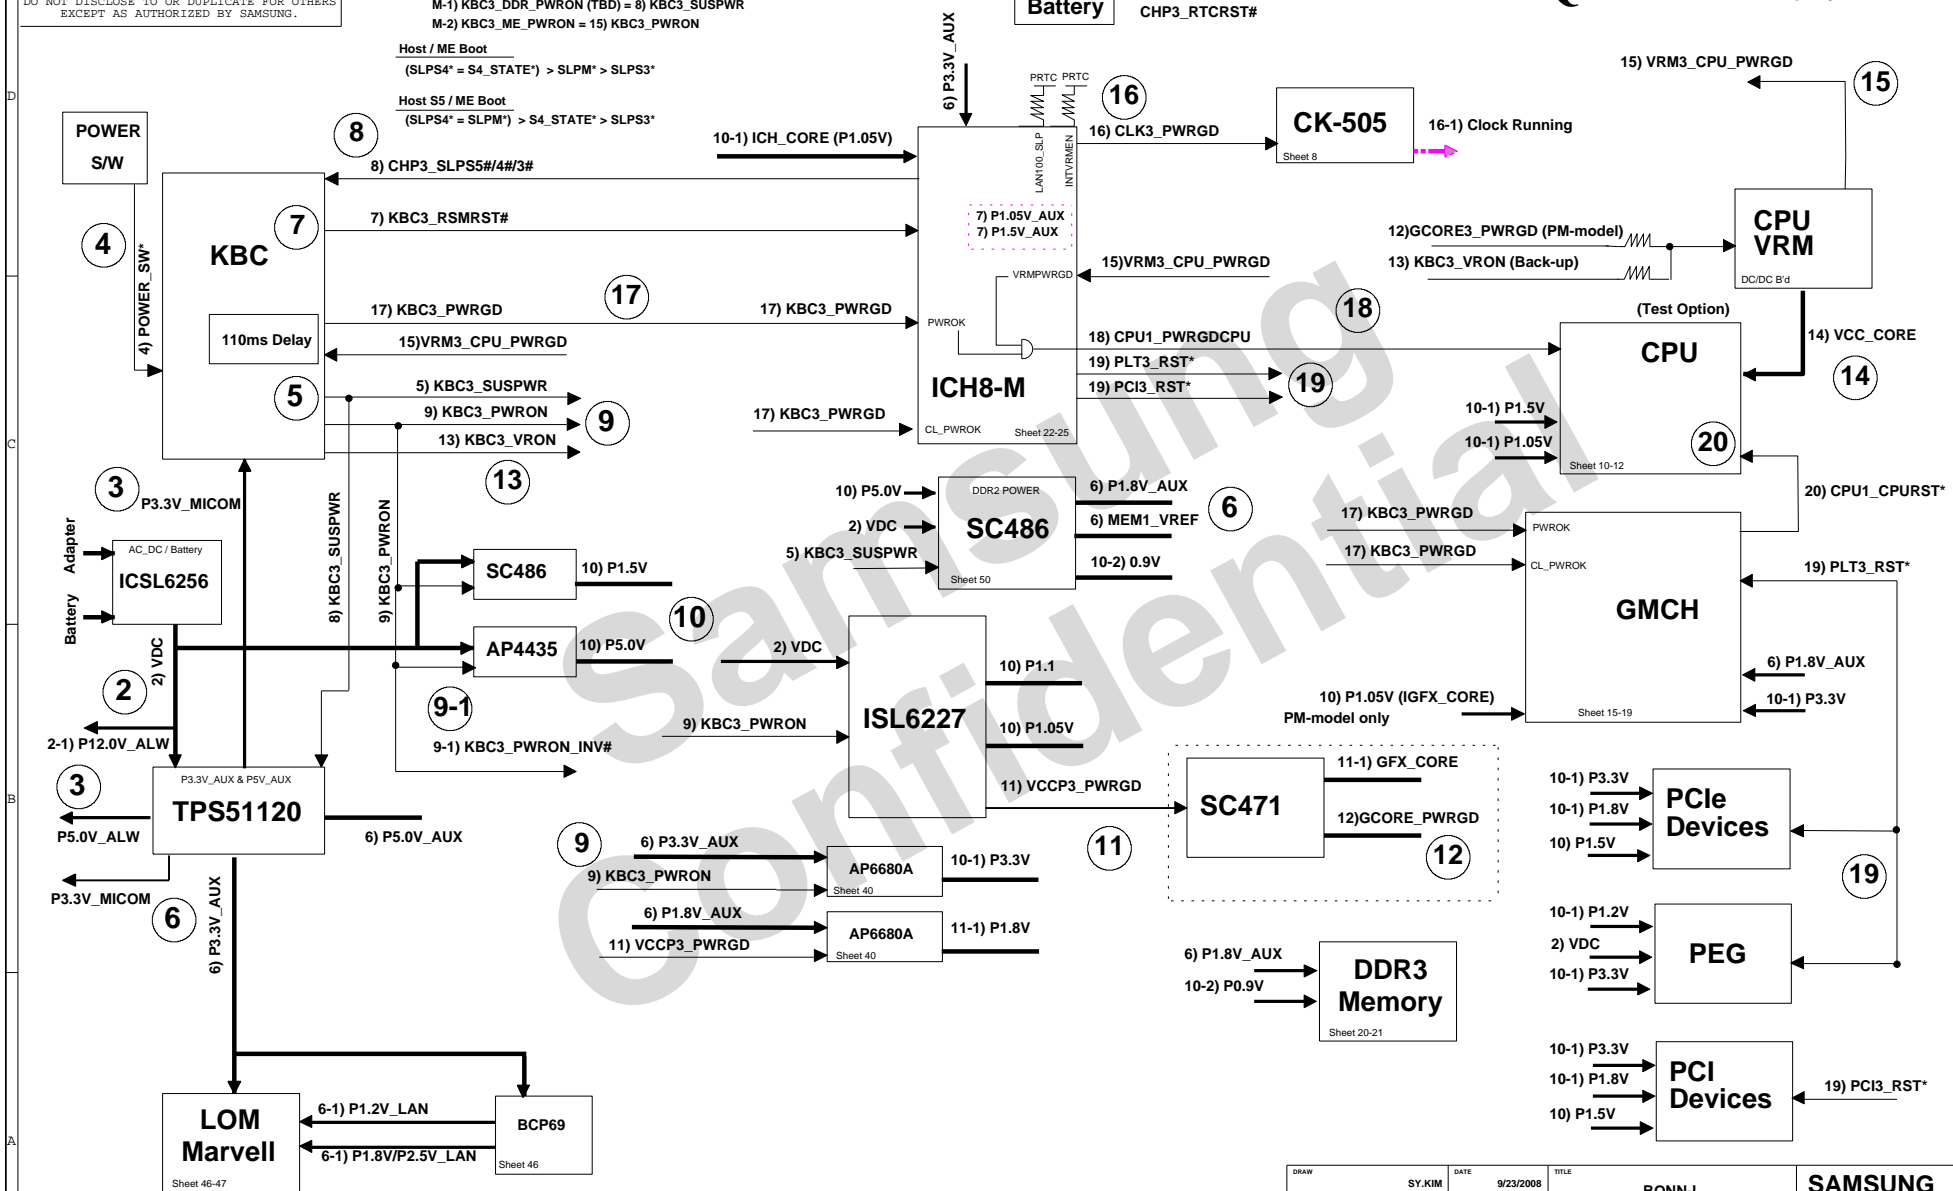 DO NOT DISCLOSE TO OR DUPLICATE FOR OTHERS
EXCEPT AS AUTHORIZED BY SAMSUNG.
M-1) KBC3_DDR_PWRON (TBD) = 8) KBC3_SUSPWR
M-2) KBC3_ME_PWRON = 15) KBC3_PWRON
Host / ME Boot
(SLPS4* = S4_STATE*) > SLPM* > SLPS3*
Host S5 / ME Boot
(SLPS4* = SLPM*) > S4_STATE* > SLPS3*
Battery
CHP3_RTCRST#
D
C
B
A
POWER
S/W
4
4) POWER_SW*
8
8) CHP3_SLPS5#/4#/3#
7
7) KBC3_RSMRST#
KBC
17
17) KBC3_PWRGD
17) KBC3_PWRGD
110ms Delay
15)VRM3_CPU_PWRGD
5
5) KBC3_SUSPWR
9) KBC3_PWRON
9
13) KBC3_VRON
13
6) P3.3V_AUX
10-1) ICH_CORE (P1.05V)
PRTC PRTC
LAN100_SLP
INTVRMEN
7) P1.05V_AUX
7) P1.5V_AUX
VRMPWRGD
PWROK
ICH8-M
CL_PWROK
Sheet 22-25
17) KBC3_PWRGD
16
16) CLK3_PWRGD
CK-505
Sheet 8
16-1) Clock Running
15)VRM3_CPU_PWRGD
18
18) CPU1_PWRGDCPU
19) PLT3_RST*
19) PCI3_RST*
19
15) VRM3_CPU_PWRGD
15
12)GCORE3_PWRGD (PM-model)
13) KBC3_VRON (Back-up)
CPU
VRM
DC/DC B'd
(Test Option)
CPU
14) VCC_CORE
14
10-1) P1.5V
10-1) P1.05V
20
Sheet 10-12
20) CPU1_CPURST*
3
P3.3V_MICOM
Adapter
Battery
AC_DC / Battery
ICSL6256
2) VDC
2
2-1) P12.0V_ALW
8) KBC3_SUSPWR
9) KBC3_PWRON
SC486
10) P1.5V
10
AP4435
10) P5.0V
9-1
9-1) KBC3_PWRON_INV#
10) P5.0V
2) VDC
5) KBC3_SUSPWR
DDR2 POWER
SC486
Sheet 50
6) P1.8V_AUX
6) MEM1_VREF
10-2) 0.9V
6
17) KBC3_PWRGD
17) KBC3_PWRGD
PWROK
CL_PWROK
GMCH
Sheet 15-19
19) PLT3_RST*
6) P1.8V_AUX
10-1) P3.3V
10) P1.05V (IGFX_CORE)
PM-model only
2) VDC
9) KBC3_PWRON
ISL6227
10) P1.1
10) P1.05V
11) VCCP3_PWRGD
11
SC471
11-1) GFX_CORE
12)GCORE_PWRGD
12
3
P5.0V_ALW
P3.3V_MICOM
P3.3V_AUX & P5V_AUX
TPS51120
6) P5.0V_AUX
6
6) P3.3V_AUX
9
6) P3.3V_AUX
9) KBC3_PWRON
AP6680A
Sheet 40
10-1) P3.3V
6) P1.8V_AUX
11) VCCP3_PWRGD
AP6680A
Sheet 40
11-1) P1.8V
10-1) P3.3V
10-1) P1.8V
10) P1.5V
PCIe
Devices
19
10-1) P1.2V
2) VDC
10-1) P3.3V
PEG
6) P1.8V_AUX
10-2) P0.9V
DDR3
Memory
Sheet 20-21
10-1) P3.3V
10-1) P1.8V
10) P1.5V
PCI
Devices
19) PCI3_RST*
LOM
Marvell
Sheet 46-47
6-1) P1.2V_LAN
6-1) P1.8V/P2.5V_LAN
BCP69
Sheet 46
Samsung
Confidential
DRAW
SY.KIM
DATE
9/23/2008
TITLE
SAMSUNG